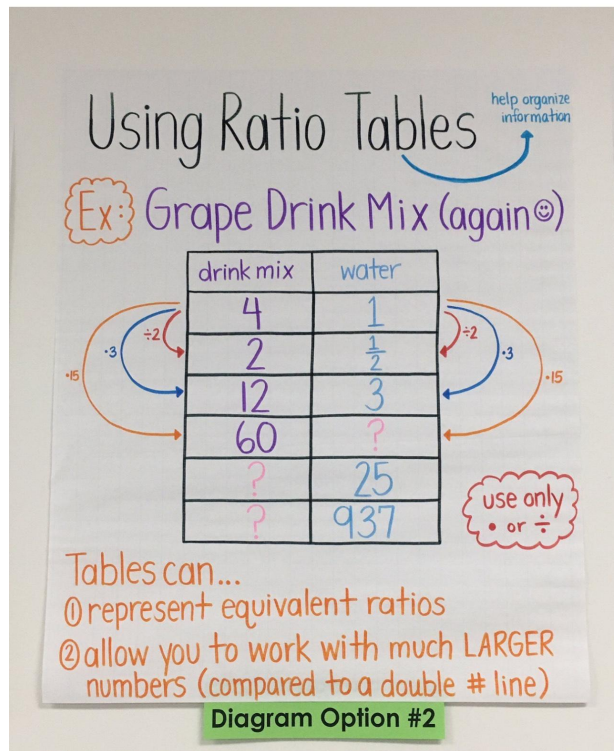 Using Ratio Tables
help organize
information
Ex: Grape Drink Mix (again☺)
drink mix water
4 1
÷2 ÷2
2 1/2
•3 •3
12 3
•15 •15
60 ?
? 25
? 937
use only
• or ÷
Tables can...
① represent equivalent ratios
② allow you to work with much LARGER
numbers (compared to a double # line)
Diagram Option #2